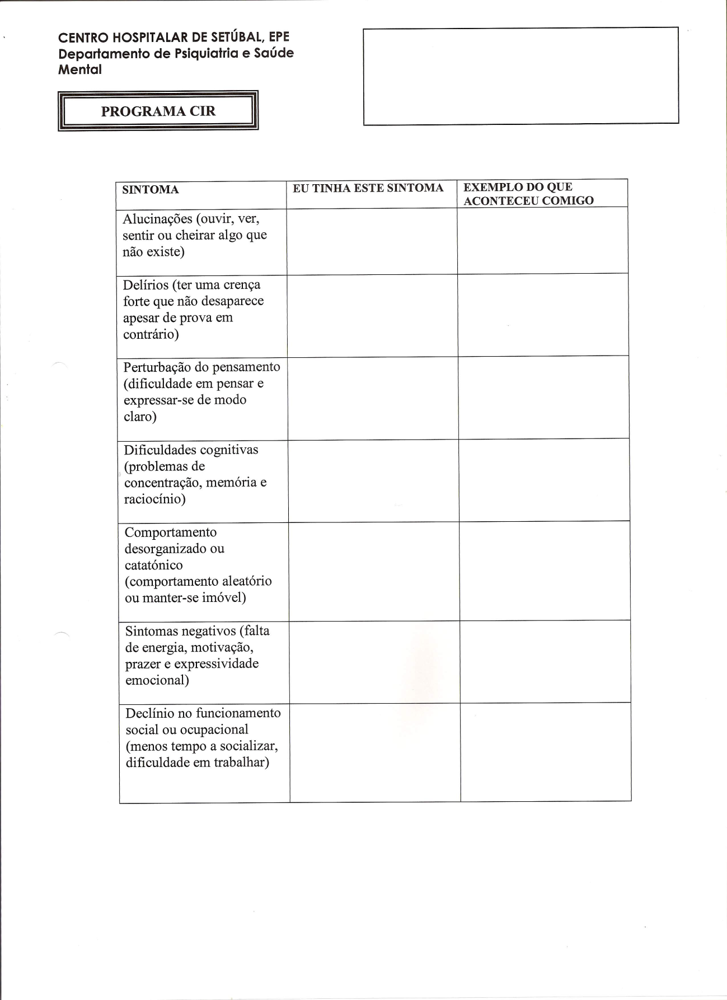 CENTRO HOSPITALAR DE SETÚBAL, EPE
Departamento de Psiquiatria e Saúde
Mental
PROGRAMA CIR
SINTOMA
EU TINHA ESTE SINTOMA
EXEMPLO DO QUE
ACONTECEU COMIGO
Alucinações (ouvir, ver,
sentir ou cheirar algo que
não existe)
Delírios (ter uma crença
forte que não desaparece
apesar de prova em
contrário)
Perturbação do pensamento
(dificuldade em pensar e
expressar-se de modo
claro)
Dificuldades cognitivas
(problemas de
concentração, memória e
raciocínio)
Comportamento
desorganizado ou
catatónico
(comportamento aleatório
ou manter-se imóvel)
Sintomas negativos (falta
de energia, motivação,
prazer e expressividade
emocional)
Declínio no funcionamento
social ou ocupacional
(menos tempo a socializar,
dificuldade em trabalhar)